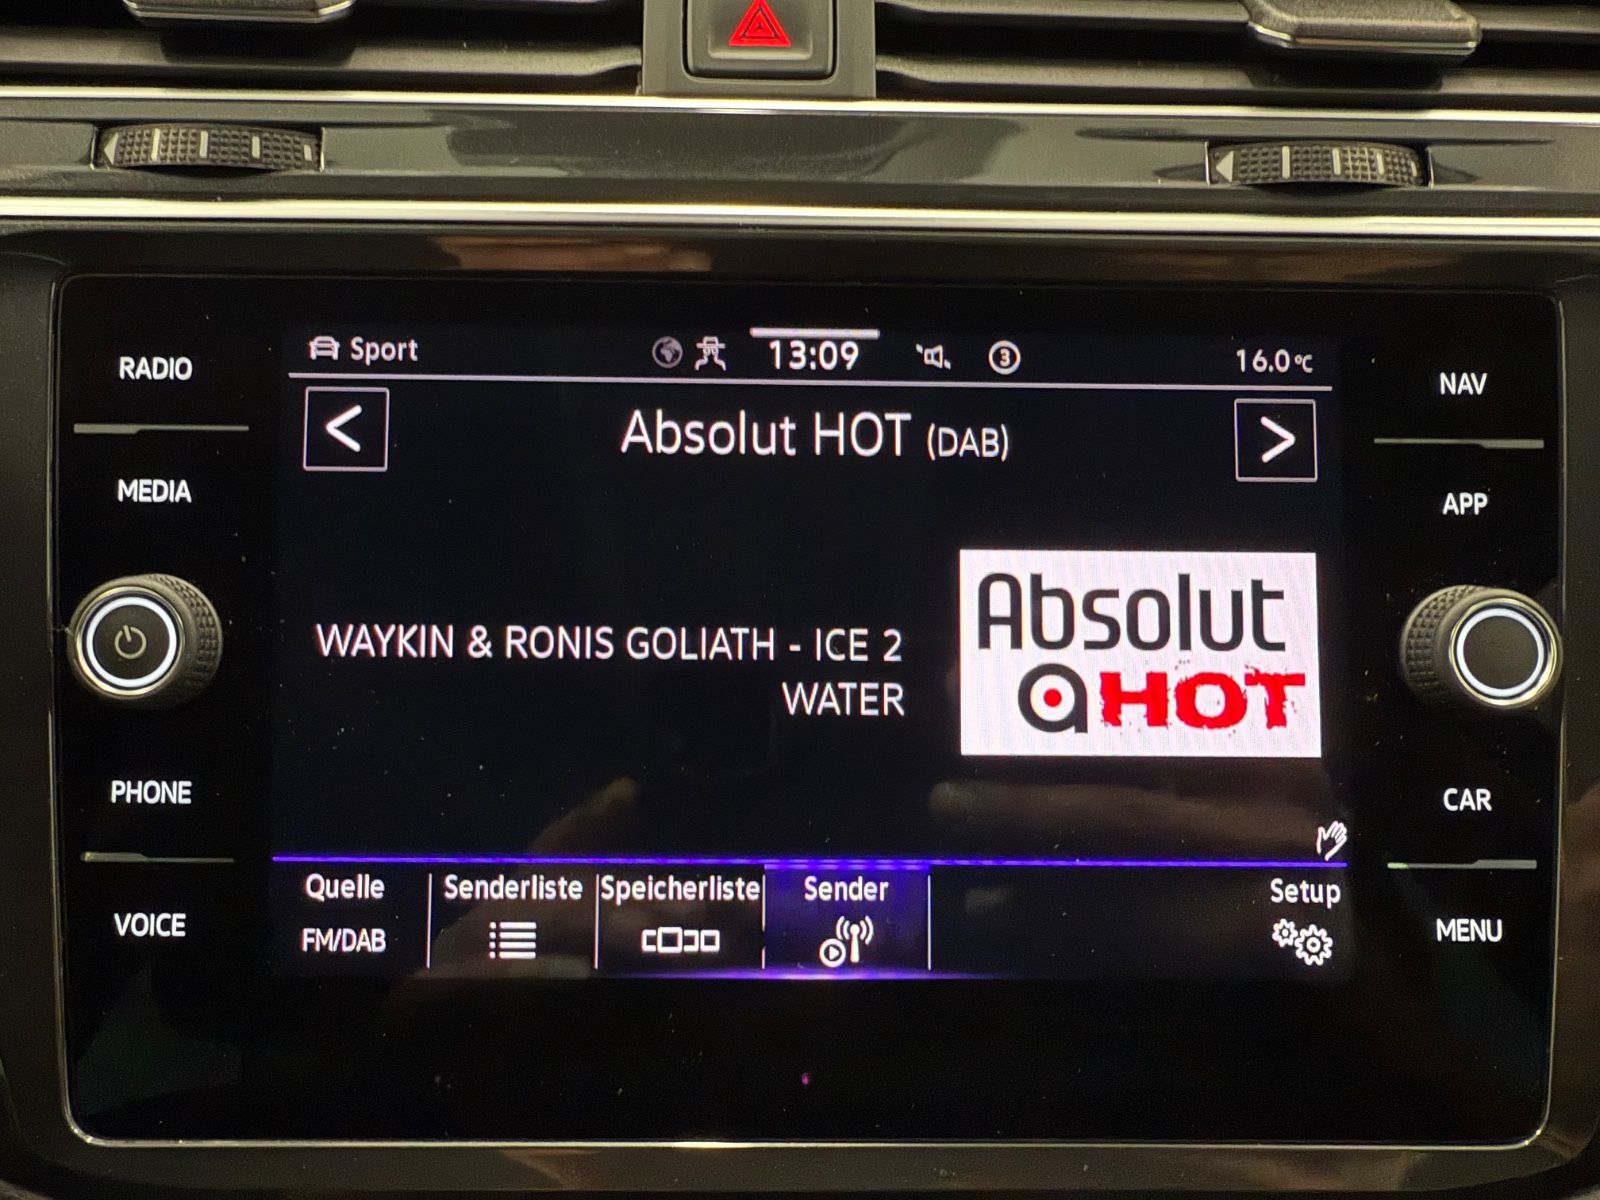 RADIO
MEDIA
PHONE
VOICE
Sport
13:09
3
16.0°C
<
Absolut HOT (DAB)
>
WAYKIN & RONIS GOLIATH - ICE 2
WATER
Absolut
a HOT
Quelle
FM/DAB
Senderliste
Speicherliste
Sender
Setup
NAV
APP
CAR
MENU